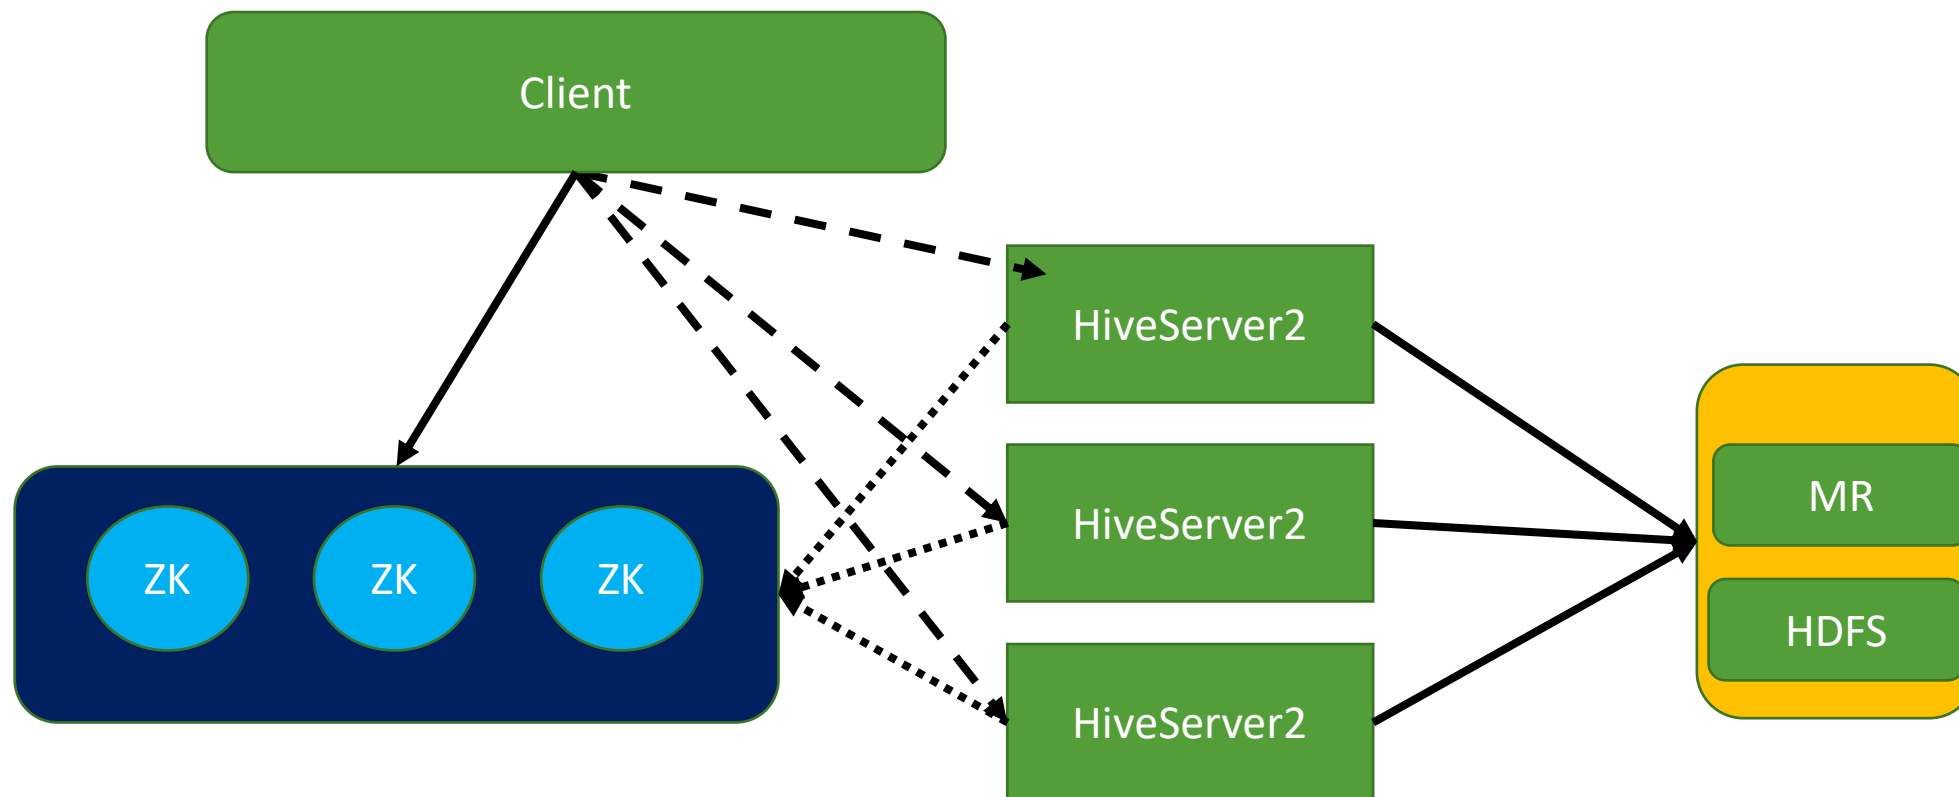 Client
HiveServer2
MR
HiveServer2
ZK
ZK
ZK
HDFS
HiveServer2